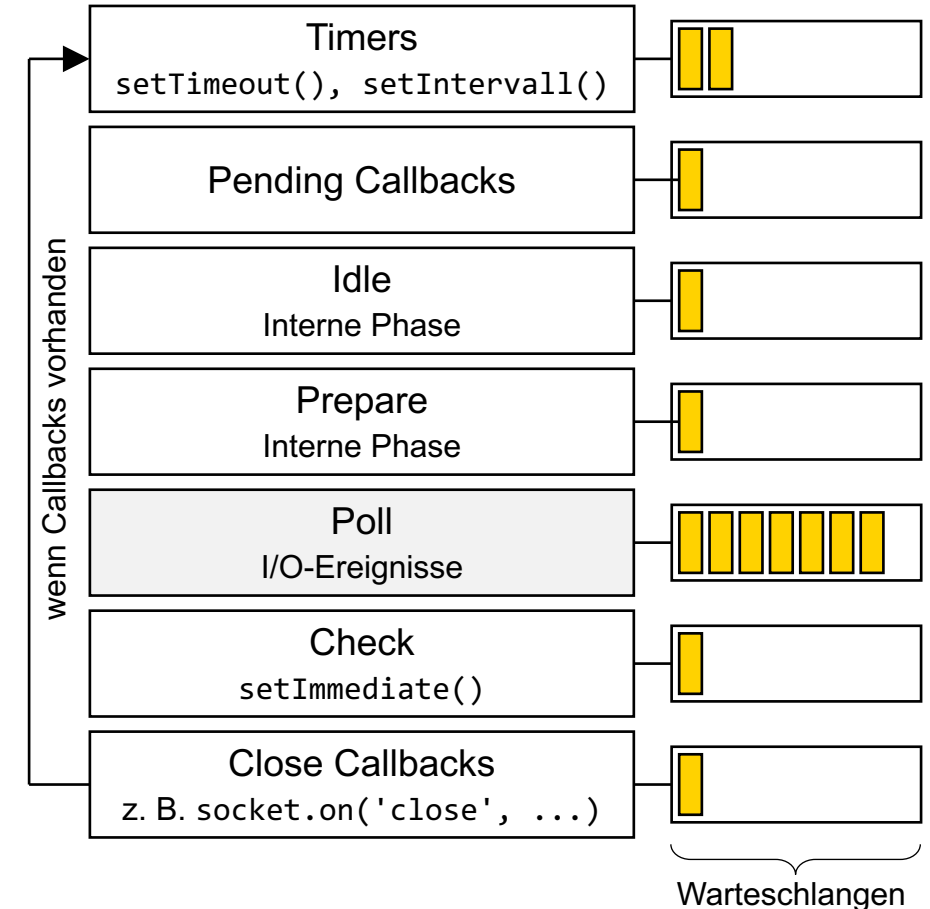 Timers
setTimeout(), setIntervall()
Pending Callbacks
Idle
Interne Phase
Prepare
Interne Phase
Poll
I/O-Ereignisse
Check
setImmediate()
Close Callbacks
z. B. socket.on('close', ...)
wenn Callbacks vorhanden
Warteschlangen